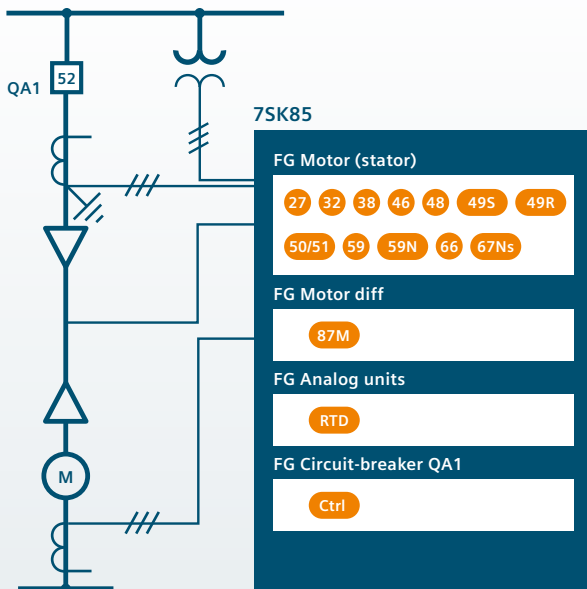 52
QA1
7SK85
FG Motor (stator)
27 32 38 46 48 49S 49R
50/51 59 59N 66 67Ns
FG Motor diff
87M
FG Analog units
RTD
M
FG Circuit-breaker QA1
Ctrl